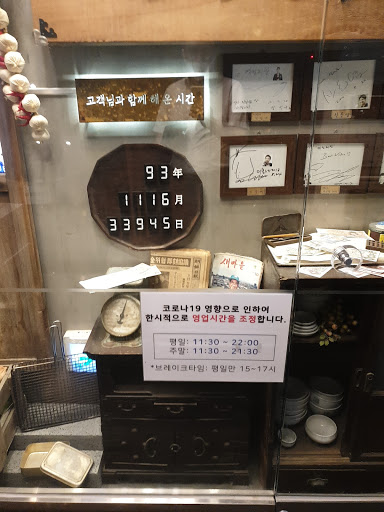 고객님과 함께 해 온 시간
93年
1116月
33945日
새마을
코로나19 영향으로 인하여
한시적으로 영업시간을 조정합니다.
평일: 11:30 ~ 22:00
주말: 11:30 ~ 21:30
*브레이크타임: 평일만 15~17시